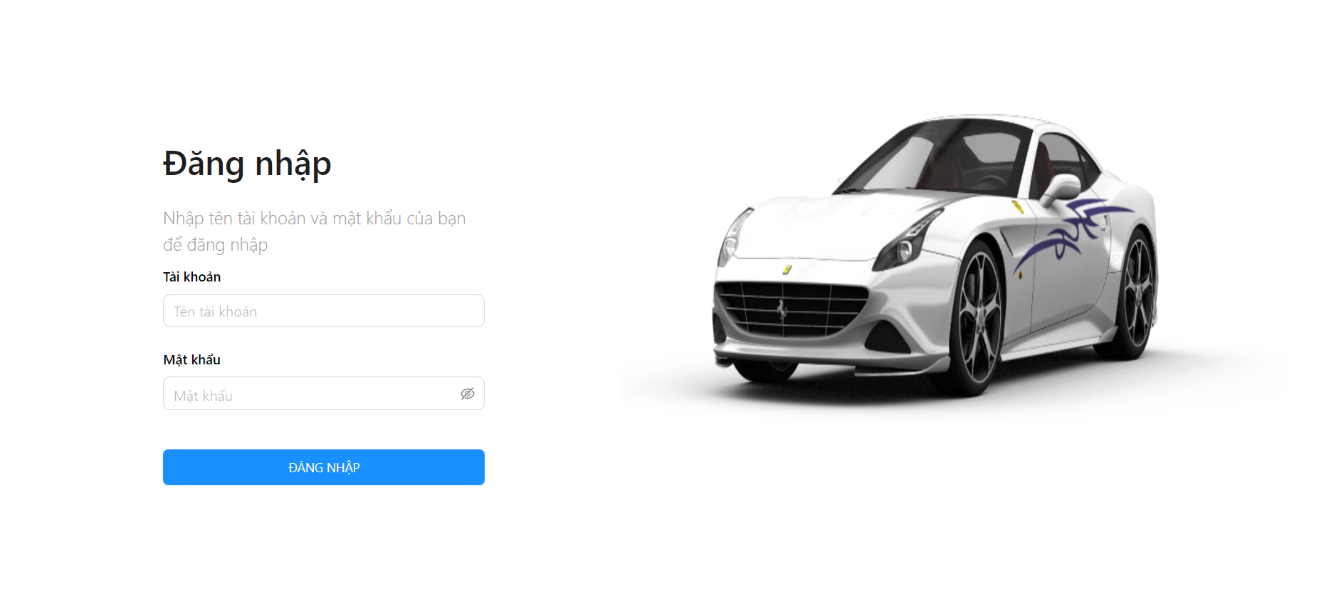 Đăng nhập
Nhập tên tài khoản và mật khẩu của bạn
để đăng nhập
Tài khoản
Tên tài khoản
Mật khẩu
Mật khẩu
ĐĂNG NHẬP